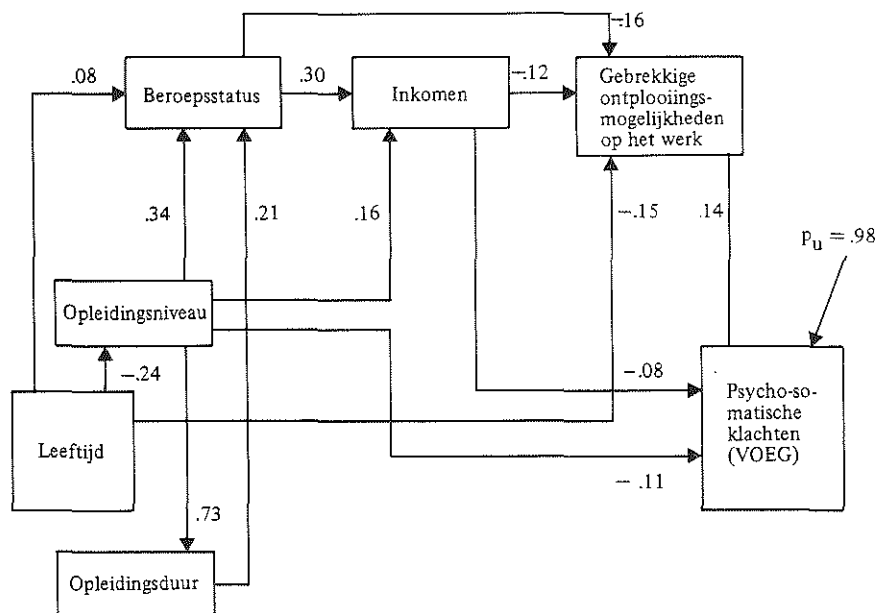 −.16
.08
Beroepsstatus
.30
Inkomen
−.12
Gebrekkige
ontplooiings-
mogelijkheden
op het werk
.34
.21
.16
−.15
.14
pu = .98
Opleidingsniveau
−.24
−.08
Leeftijd
Psycho-so-
matische
klachten
(VOEG)
− .11
.73
Opleidingsduur